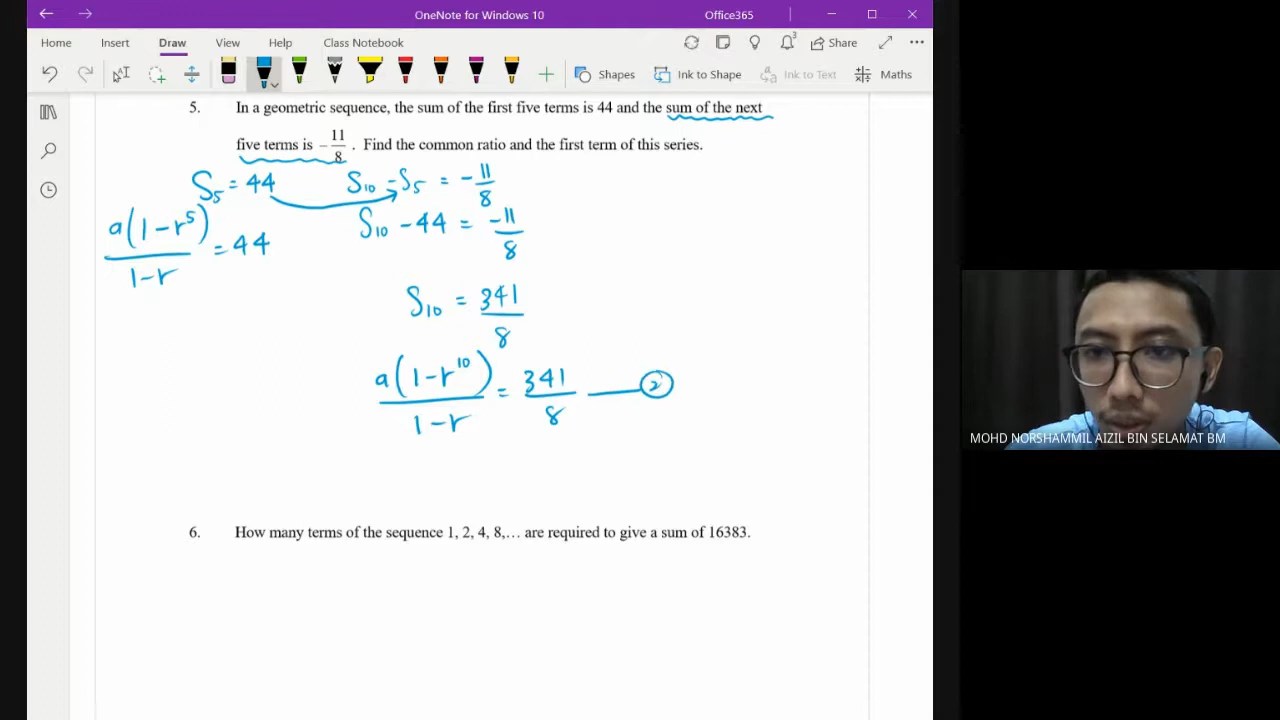 OneNote for Windows 10
Office365
Home Insert Draw View Help Class Notebook
Share
Shapes Ink to Shape Ink to Text Maths
5. In a geometric sequence, the sum of the first five terms is 44 and the sum of the next
five terms is -11/8 . Find the common ratio and the first term of this series.
S₅ = 44 S₁₀ - S₅ = -11/8
a(1-r⁵)/(1-r) = 44 S₁₀ - 44 = -11/8
S₁₀ = 341/8
a(1-r¹⁰)/(1-r) = 341/8 — ②
MOHD NORSHAMMIL AIZIL BIN SELAMAT BM
6. How many terms of the sequence 1, 2, 4, 8,… are required to give a sum of 16383.